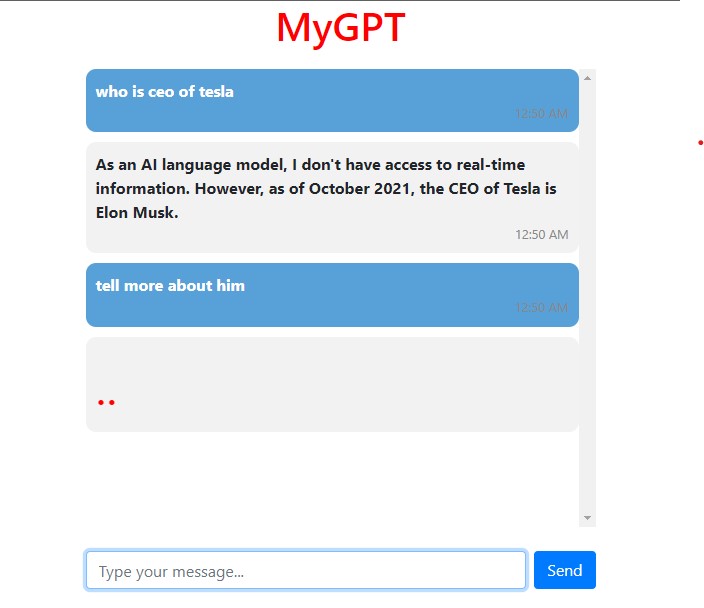 MyGPT
who is ceo of tesla
12:50 AM
As an AI language model, I don't have access to real-time
information. However, as of October 2021, the CEO of Tesla is
Elon Musk.
12:50 AM
tell more about him
12:50 AM
..
Type your message...
Send